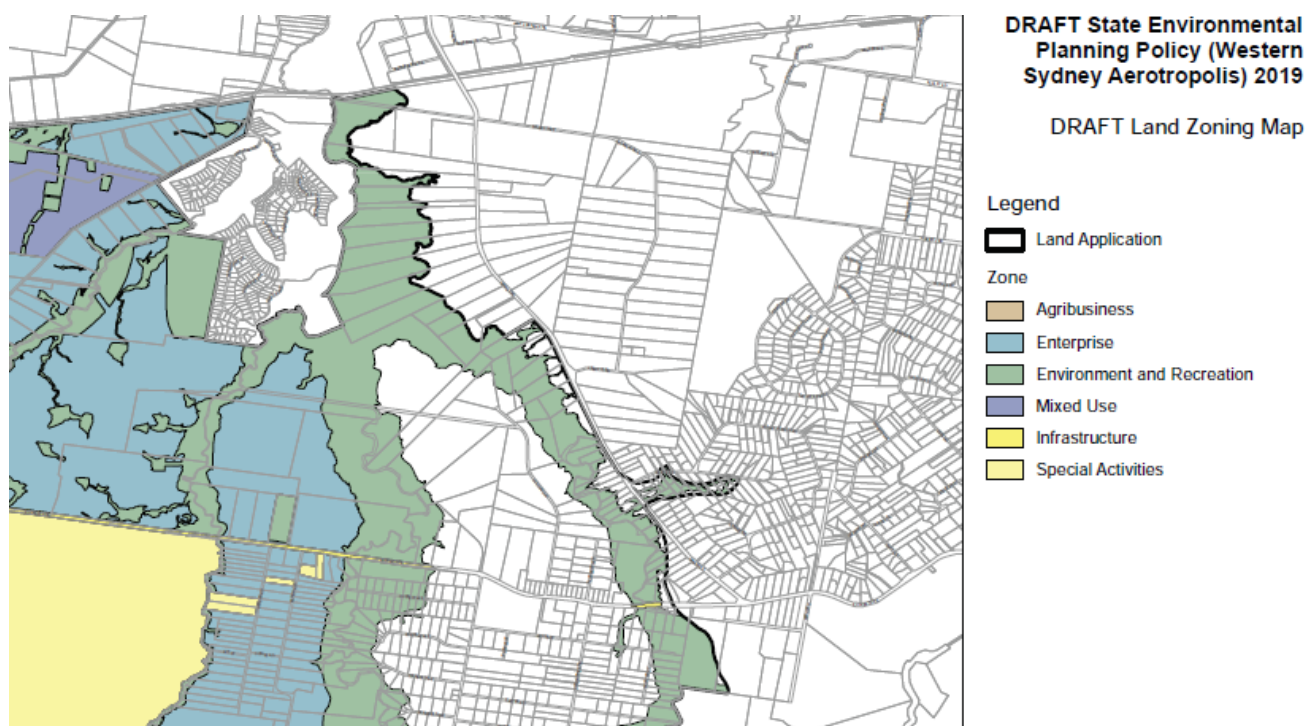 DRAFT State Environmental
Planning Policy (Western
Sydney Aerotropolis) 2019
DRAFT Land Zoning Map
Legend
Land Application
Zone
Agribusiness
Enterprise
Environment and Recreation
Mixed Use
Infrastructure
Special Activities